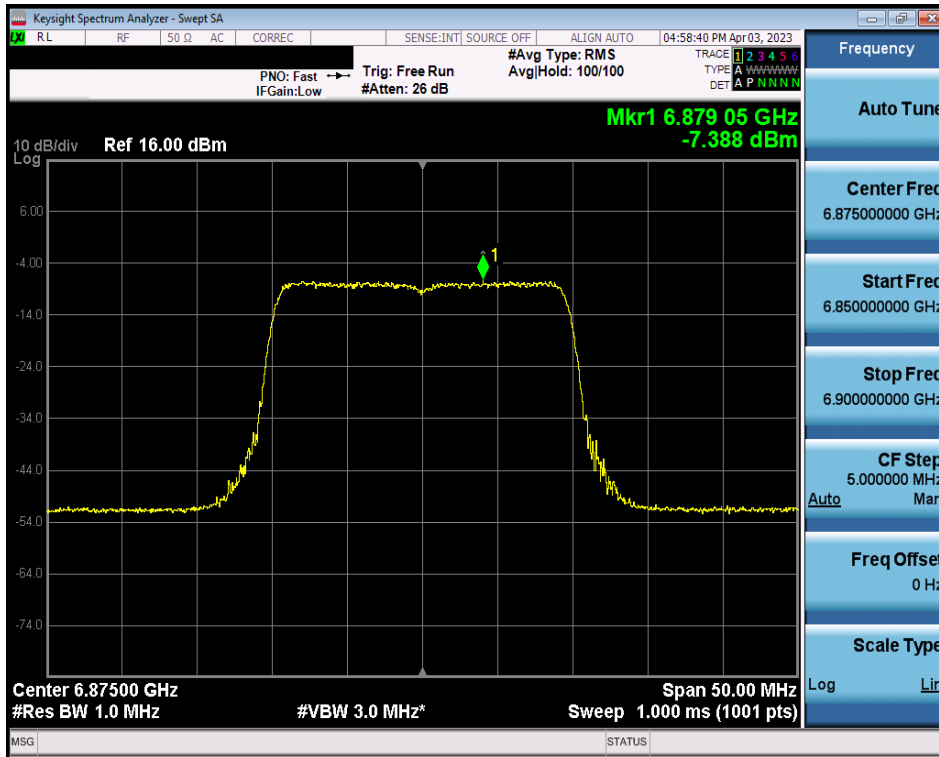 Keysight Spectrum Analyzer - Swept SA
LXI RL RF 50 Ω AC CORREC SENSE:INT SOURCE OFF ALIGN AUTO 04:58:40 PM Apr 03, 2023
PNO: Fast
IFGain:Low
Trig: Free Run
#Atten: 26 dB
#Avg Type: RMS
Avg|Hold: 100/100
TRACE 1 2 3 4 5 6
TYPE A WWWWW
DET A P N N N N
Mkr1 6.879 05 GHz
-7.388 dBm
10 dB/div Ref 16.00 dBm
Log
6.00
-4.00
-14.0
-24.0
-34.0
-44.0
-54.0
-64.0
-74.0
1
Center 6.87500 GHz
Span 50.00 MHz
#Res BW 1.0 MHz
#VBW 3.0 MHz*
Sweep 1.000 ms (1001 pts)
MSG
STATUS
Frequency
Auto Tune
Center Freq
6.875000000 GHz
Start Freq
6.850000000 GHz
Stop Freq
6.900000000 GHz
CF Step
5.000000 MHz
Auto Man
Freq Offset
0 Hz
Scale Type
Log Lin